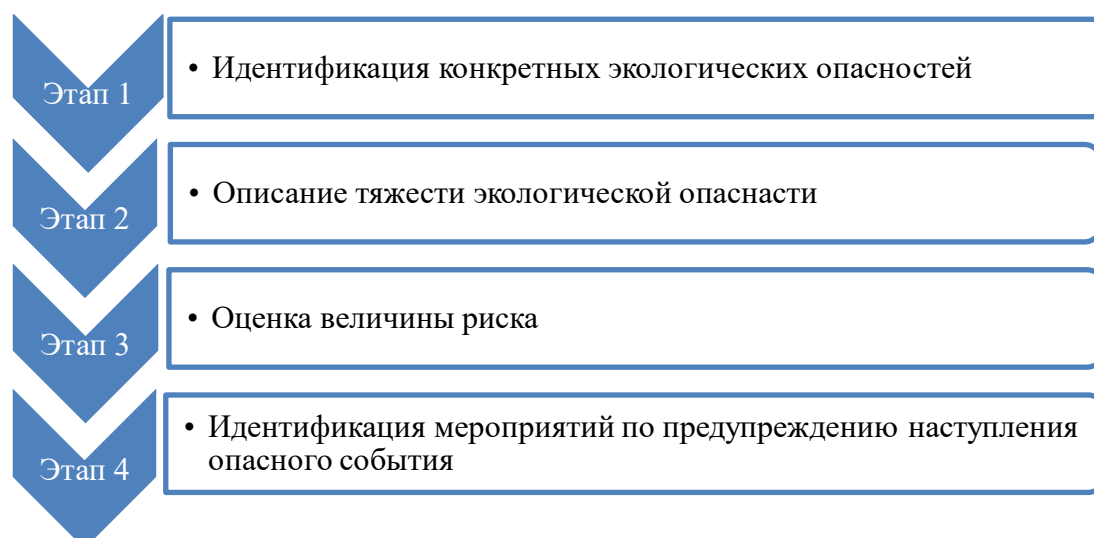 Этап 1
• Идентификация конкретных экологических опасностей
Этап 2
• Описание тяжести экологической опаснасти
Этап 3
• Оценка величины риска
Этап 4
• Идентификация мероприятий по предупреждению наступления
опасного события